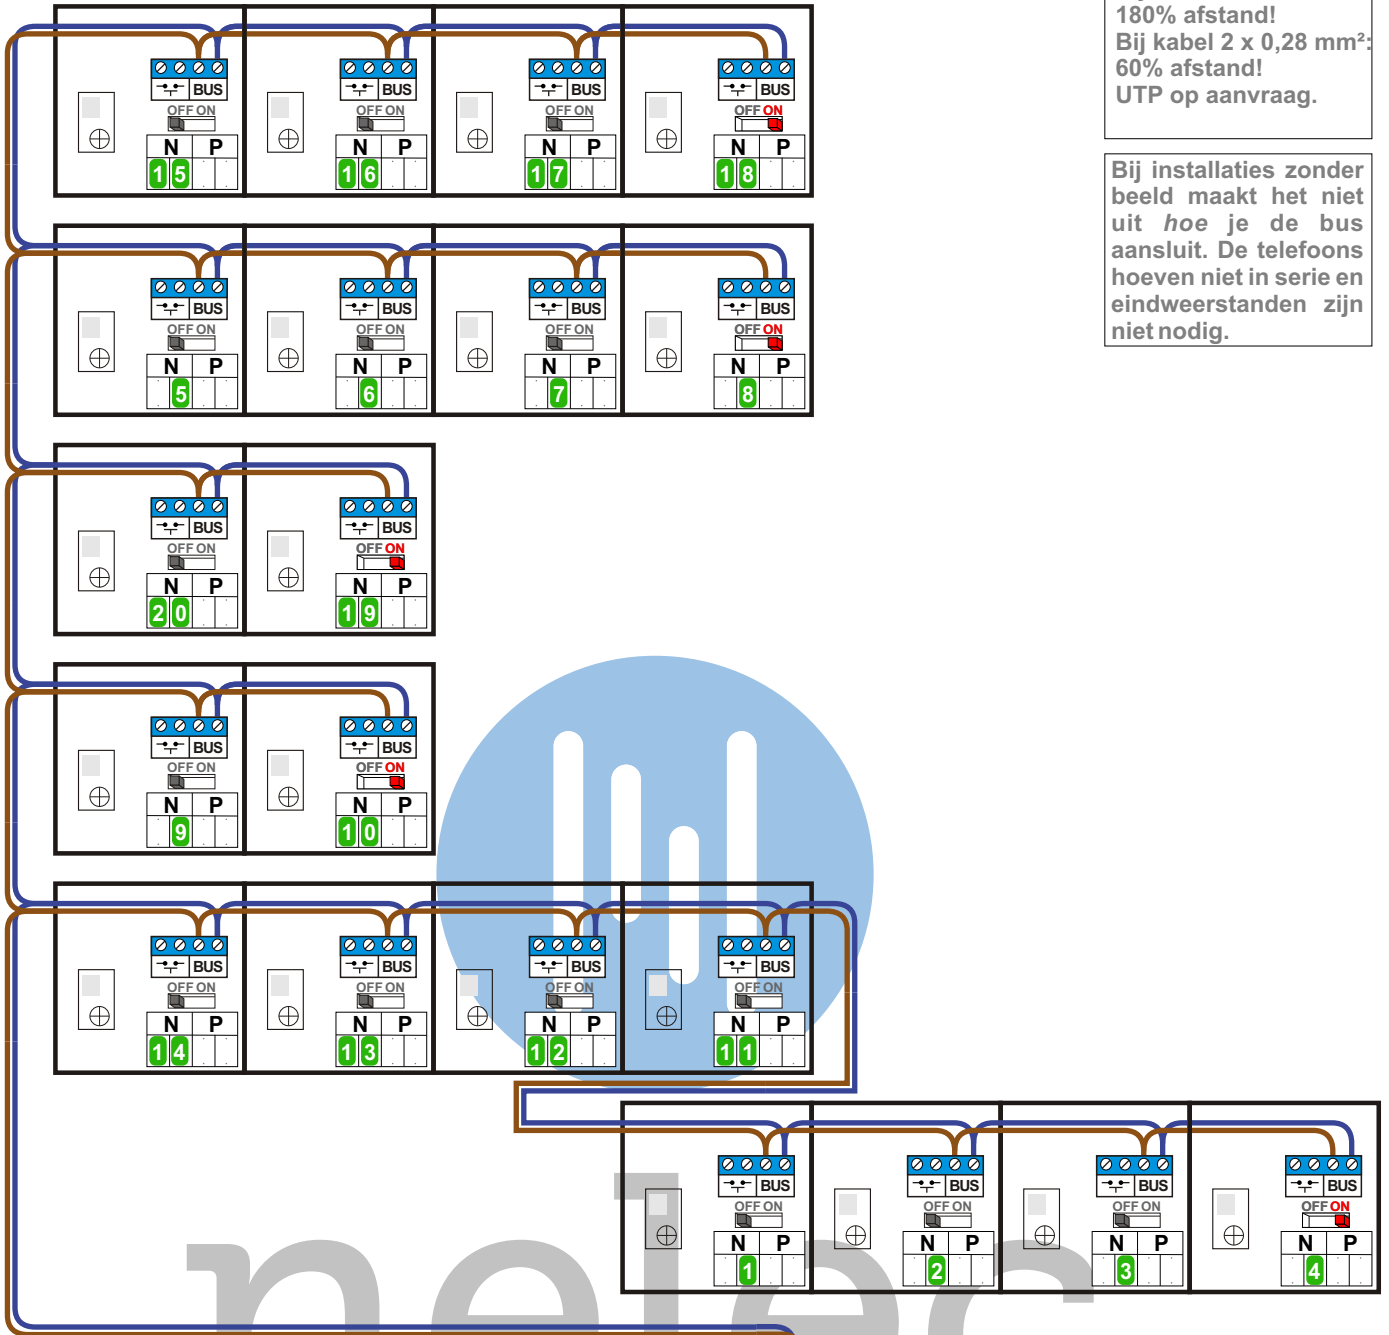 180% afstand!
Bij kabel 2 x 0,28 mm²:
60% afstand!
UTP op aanvraag.
Bij installaties zonder
beeld maakt het niet
uit hoe je de bus
aansluit. De telefoons
hoeven niet in serie en
eindweerstanden zijn
niet nodig.
BUS BUS BUS BUS
OFF ON OFF ON OFF ON OFF ON
N P N P N P N P
15 16 17 18
BUS BUS BUS BUS
OFF ON OFF ON OFF ON OFF ON
N P N P N P N P
5 6 7 8
BUS BUS
OFF ON OFF ON
N P N P
20 19
BUS BUS
OFF ON OFF ON
N P N P
9 10
BUS BUS BUS BUS
OFF ON OFF ON OFF ON OFF ON
N P N P N P N P
14 13 12 11
BUS BUS BUS BUS
OFF ON OFF ON OFF ON OFF ON
N P N P N P N P
1 2 3 4
nelec